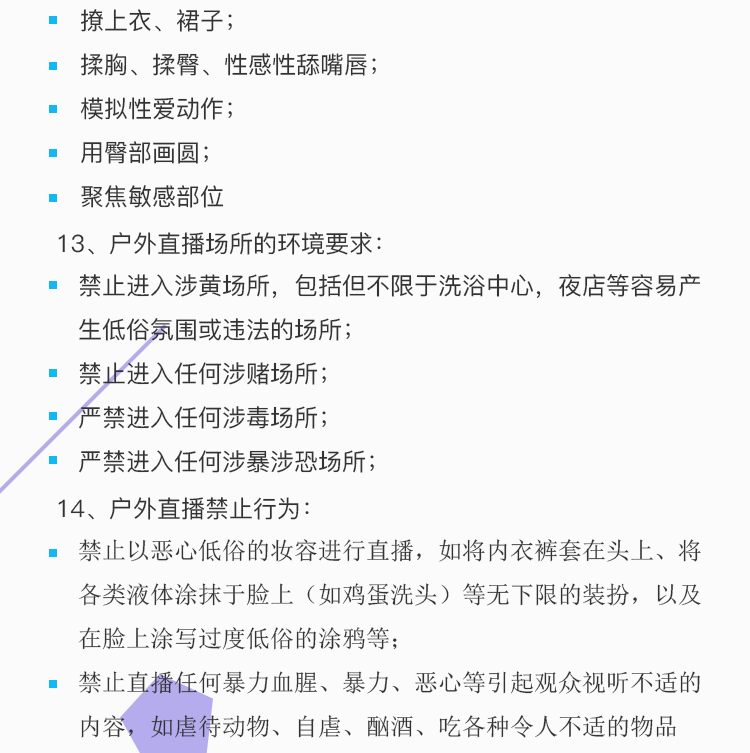 撩上衣、裙子；
揉胸、揉臀、性感性舔嘴唇；
模拟性爱动作；
用臀部画圆；
聚焦敏感部位
13、户外直播场所的环境要求：
禁止进入涉黄场所，包括但不限于洗浴中心，夜店等容易产
生低俗氛围或违法的场所；
禁止进入任何涉赌场所；
严禁进入任何涉毒场所；
严禁进入任何涉暴涉恐场所；
14、户外直播禁止行为：
禁止以恶心低俗的妆容进行直播，如将内衣裤套在头上、将
各类液体涂抹于脸上（如鸡蛋洗头）等无下限的装扮，以及
在脸上涂写过度低俗的涂鸦等；
禁止直播任何暴力血腥、暴力、恶心等引起观众视听不适的
内容，如虐待动物、自虐、酗酒、吃各种令人不适的物品